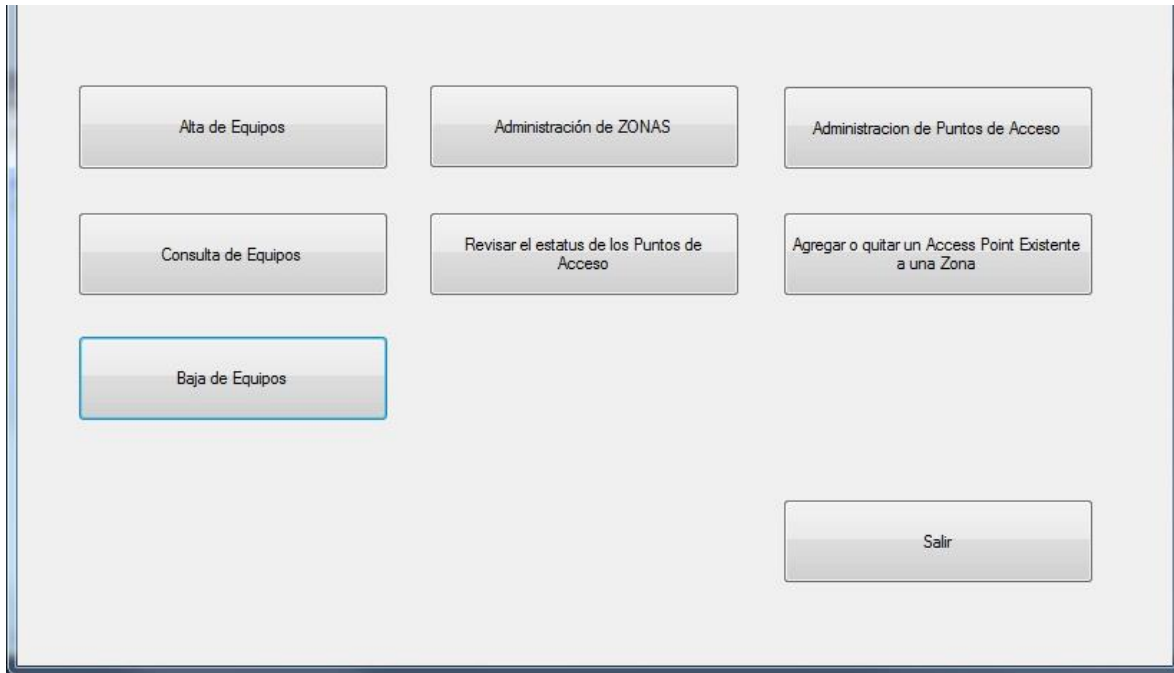 Alta de Equipos
Administración de ZONAS
Administracion de Puntos de Acceso
Consulta de Equipos
Revisar el estatus de los Puntos de
Acceso
Agregar o quitar un Access Point Existente
a una Zona
Baja de Equipos
Salir